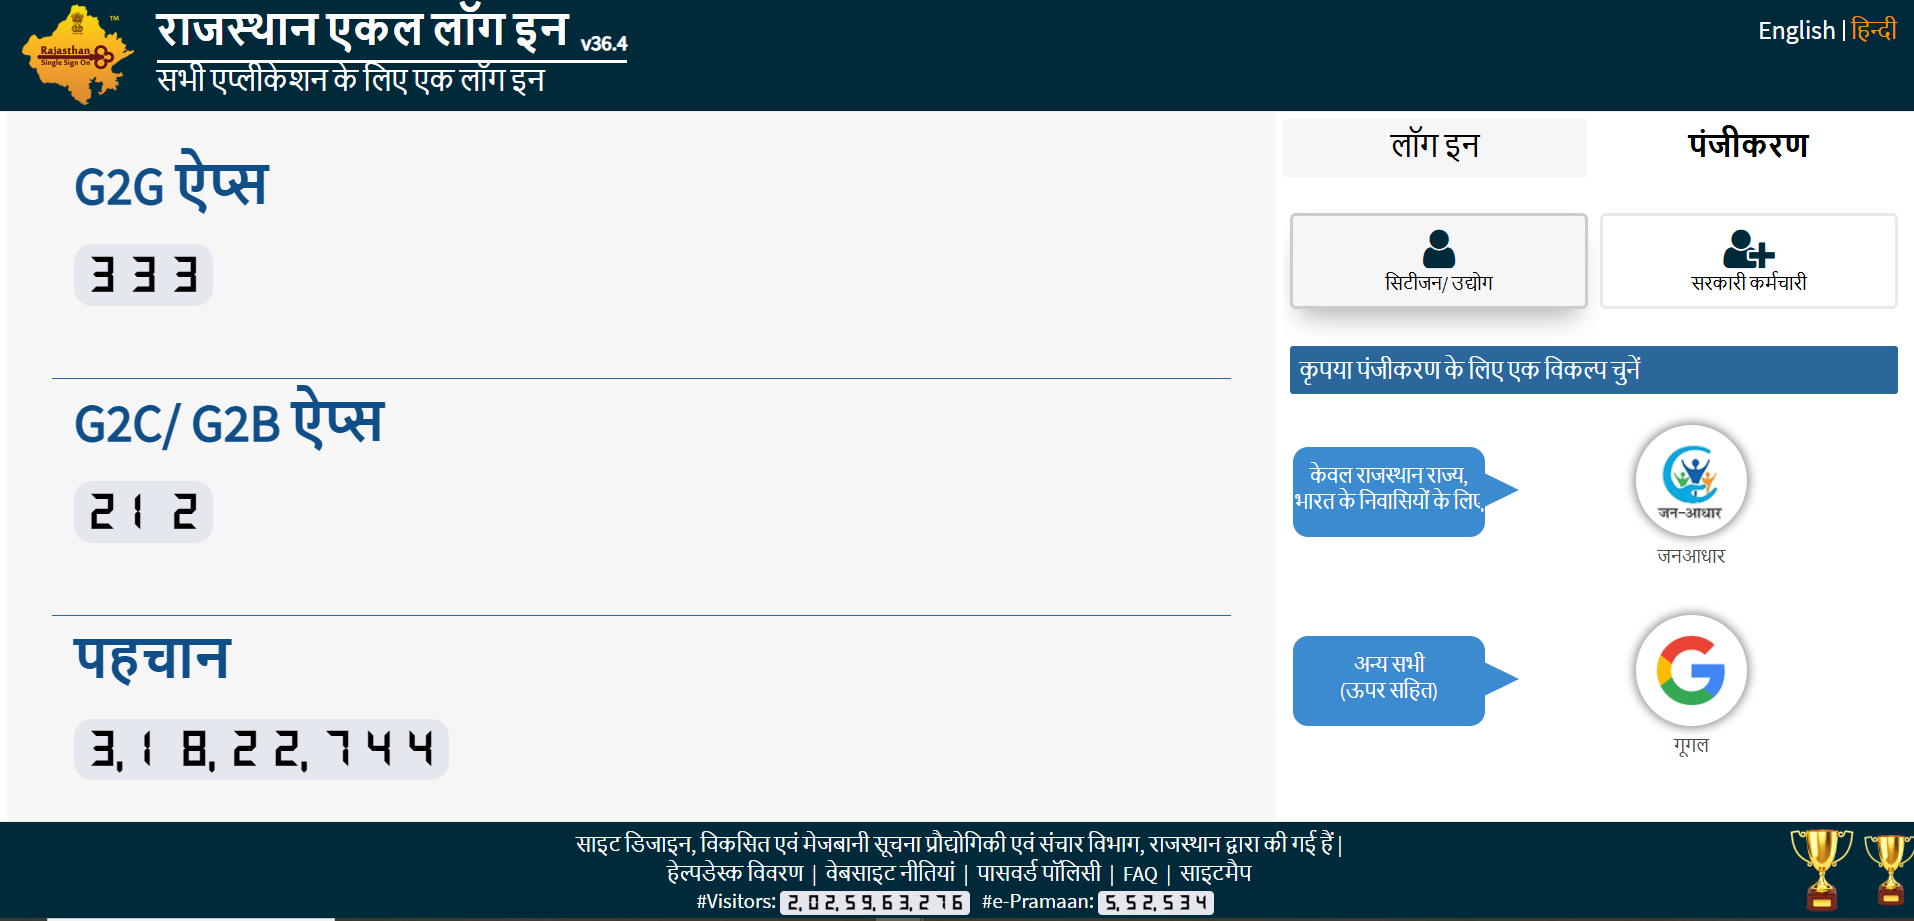 Rajasthan
Single Sign On
TM
राजस्थान एकल लॉग इन v36.4
सभी एप्लीकेशन के लिए एक लॉग इन
English | हिन्दी
G2G ऐप्स
333
G2C/ G2B ऐप्स
212
पहचान
3,18,22,744
लॉग इन
पंजीकरण
सिटीजन/ उद्योग
सरकारी कर्मचारी
कृपया पंजीकरण के लिए एक विकल्प चुनें
केवल राजस्थान राज्य,
भारत के निवासियों के लिए,
जन-आधार
जनआधार
अन्य सभी
(ऊपर सहित)
गूगल
साइट डिजाइन, विकसित एवं मेजबानी सूचना प्रौद्योगिकी एवं संचार विभाग, राजस्थान द्वारा की गई हैं |
हेल्पडेस्क विवरण | वेबसाइट नीतियां | पासवर्ड पॉलिसी | FAQ | साइटमैप
#Visitors: 2,02,59,63,276 #e-Pramaan: 5,52,534